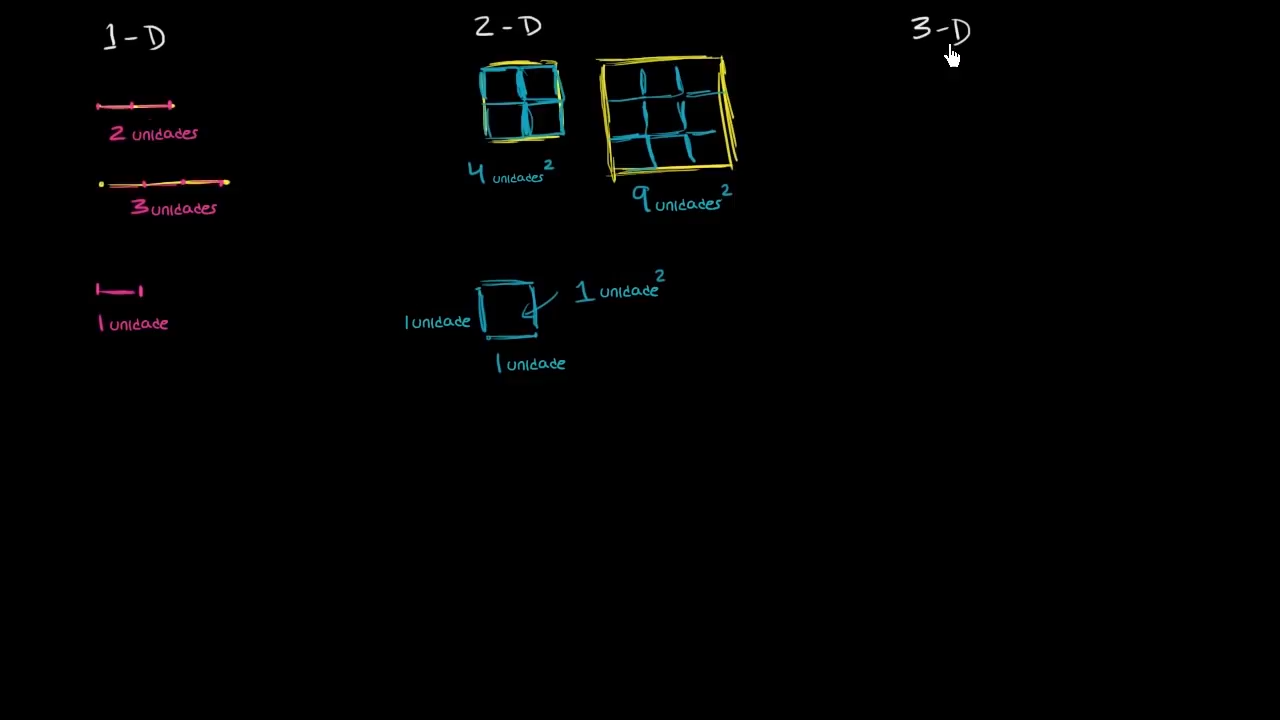 1-D
2 unidades
3 unidades
1 unidade
2-D
4 unidades²
9 unidades²
1 unidade²
1 unidade
1 unidade
3-D